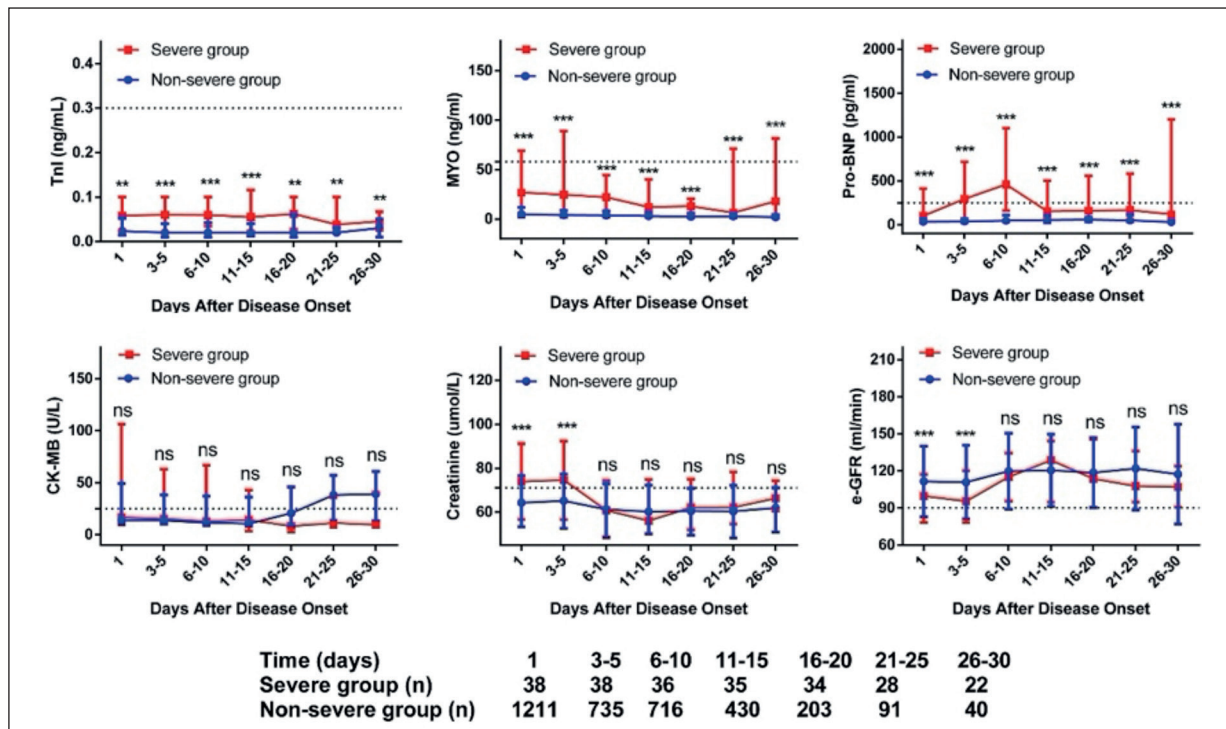 Severe group
Non-severe group
TnI (ng/mL)
0.4
0.3
0.2
0.1
0.0
** *** *** *** ** ** **
1 3-5 6-10 11-15 16-20 21-25 26-30
Days After Disease Onset
Severe group
Non-severe group
MYO (ng/ml)
150
100
50
0
*** *** *** *** *** *** ***
1 3-5 6-10 11-15 16-20 21-25 26-30
Days After Disease Onset
Severe group
Non-severe group
Pro-BNP (pg/ml)
2000
1500
1000
500
0
*** *** *** *** *** *** ***
1 3-5 6-10 11-15 16-20 21-25 26-30
Days After Disease Onset
Severe group
Non-severe group
CK-MB (U/L)
150
100
50
0
ns ns ns ns ns ns ns
1 3-5 6-10 11-15 16-20 21-25 26-30
Days After Disease Onset
Severe group
Non-severe group
Creatinine (umol/L)
120
100
80
60
*** *** ns ns ns ns ns
1 3-5 6-10 11-15 16-20 21-25 26-30
Days After Disease Onset
Severe group
Non-severe group
e-GFR (ml/min)
210
180
150
120
90
60
*** *** ns ns ns ns ns
1 3-5 6-10 11-15 16-20 21-25 26-30
Days After Disease Onset
Time (days) 1 3-5 6-10 11-15 16-20 21-25 26-30
Severe group (n) 38 38 36 35 34 28 22
Non-severe group (n) 1211 735 716 430 203 91 40